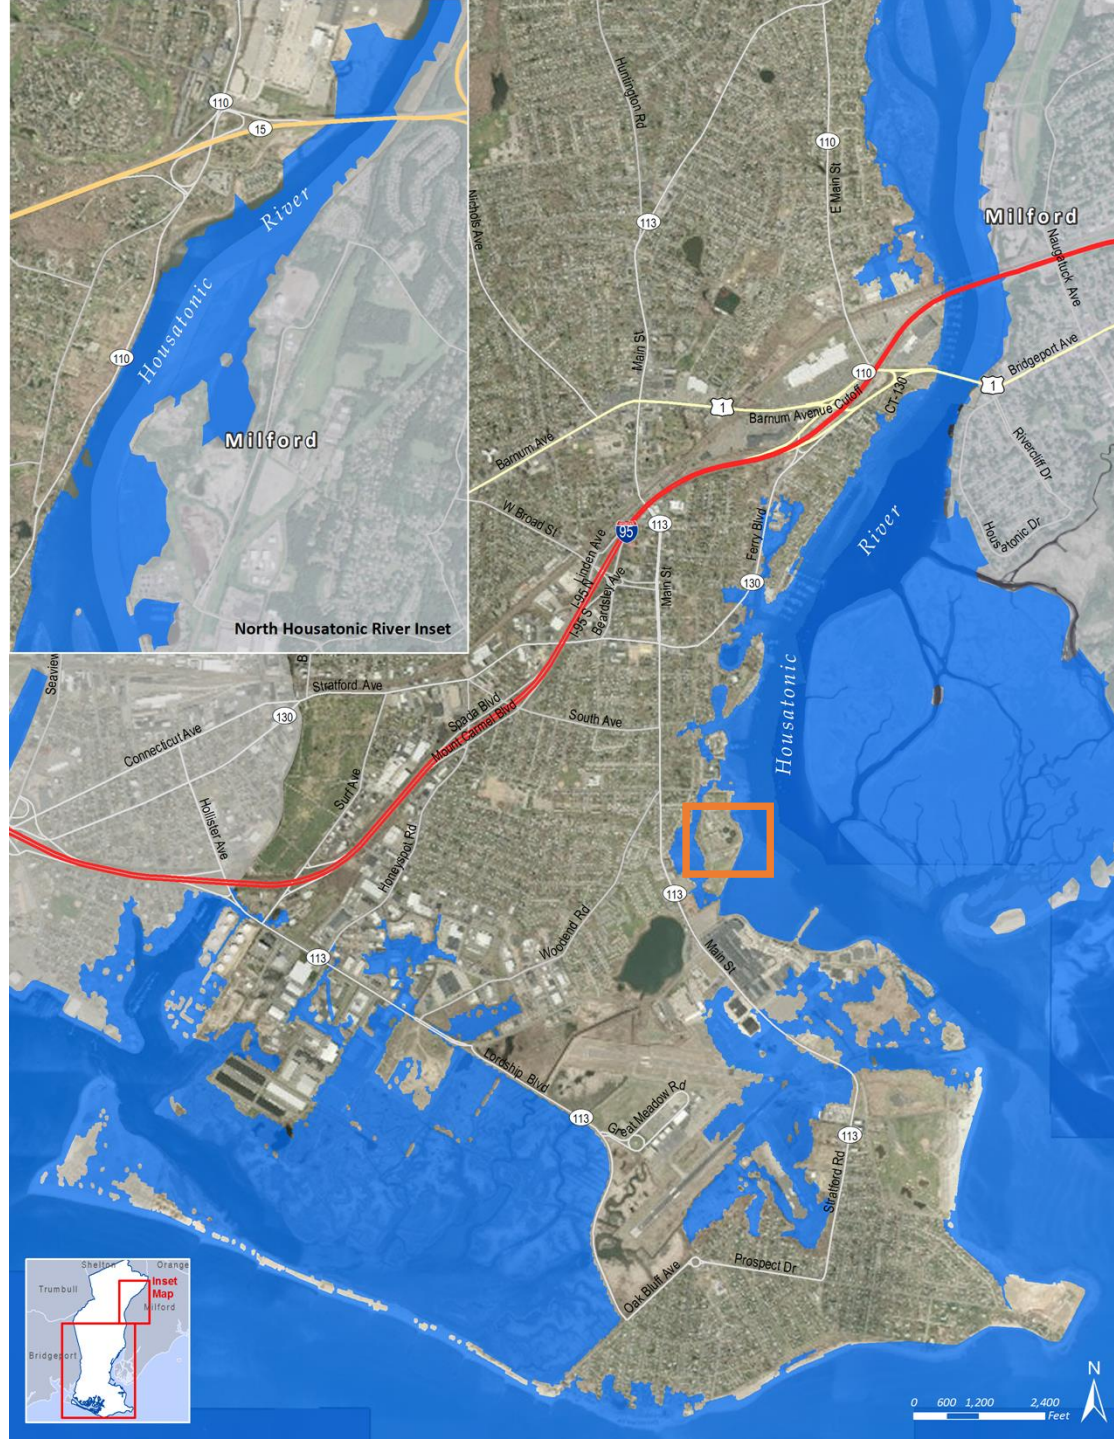 110
15
River
Housatonic
110
Milford
North Housatonic River Inset
Huntington Rd
110
E Main St
113
Nichols Ave
Milford
Naugatuck Ave
Main St
110
Bridgeport Ave
1
1
CT-130
Barnum Avenue Cutoff
Barnum Ave
Rivercliff Dr
W Broad St
113
95
River
Housatonic Dr
Linden Ave
Ferry Blvd
I-95 N
I-95 S
Beardsley Ave
Main St
130
Seaview
B
Stratford Ave
Housatonic
130
Connecticut Ave
Spada Blvd
Mount Carmel Blvd
South Ave
Surf Ave
Hollister Ave
Honeyspot Rd
113
Woodend Rd
113
Main St
Lordship Blvd
113
Great Meadow Rd
113
Stratford Rd
Prospect Dr
Oak Bluff Ave
Shelton
Orange
Trumbull
Inset
Map
Milford
Bridgeport
N
0 600 1,200 2,400
Feet